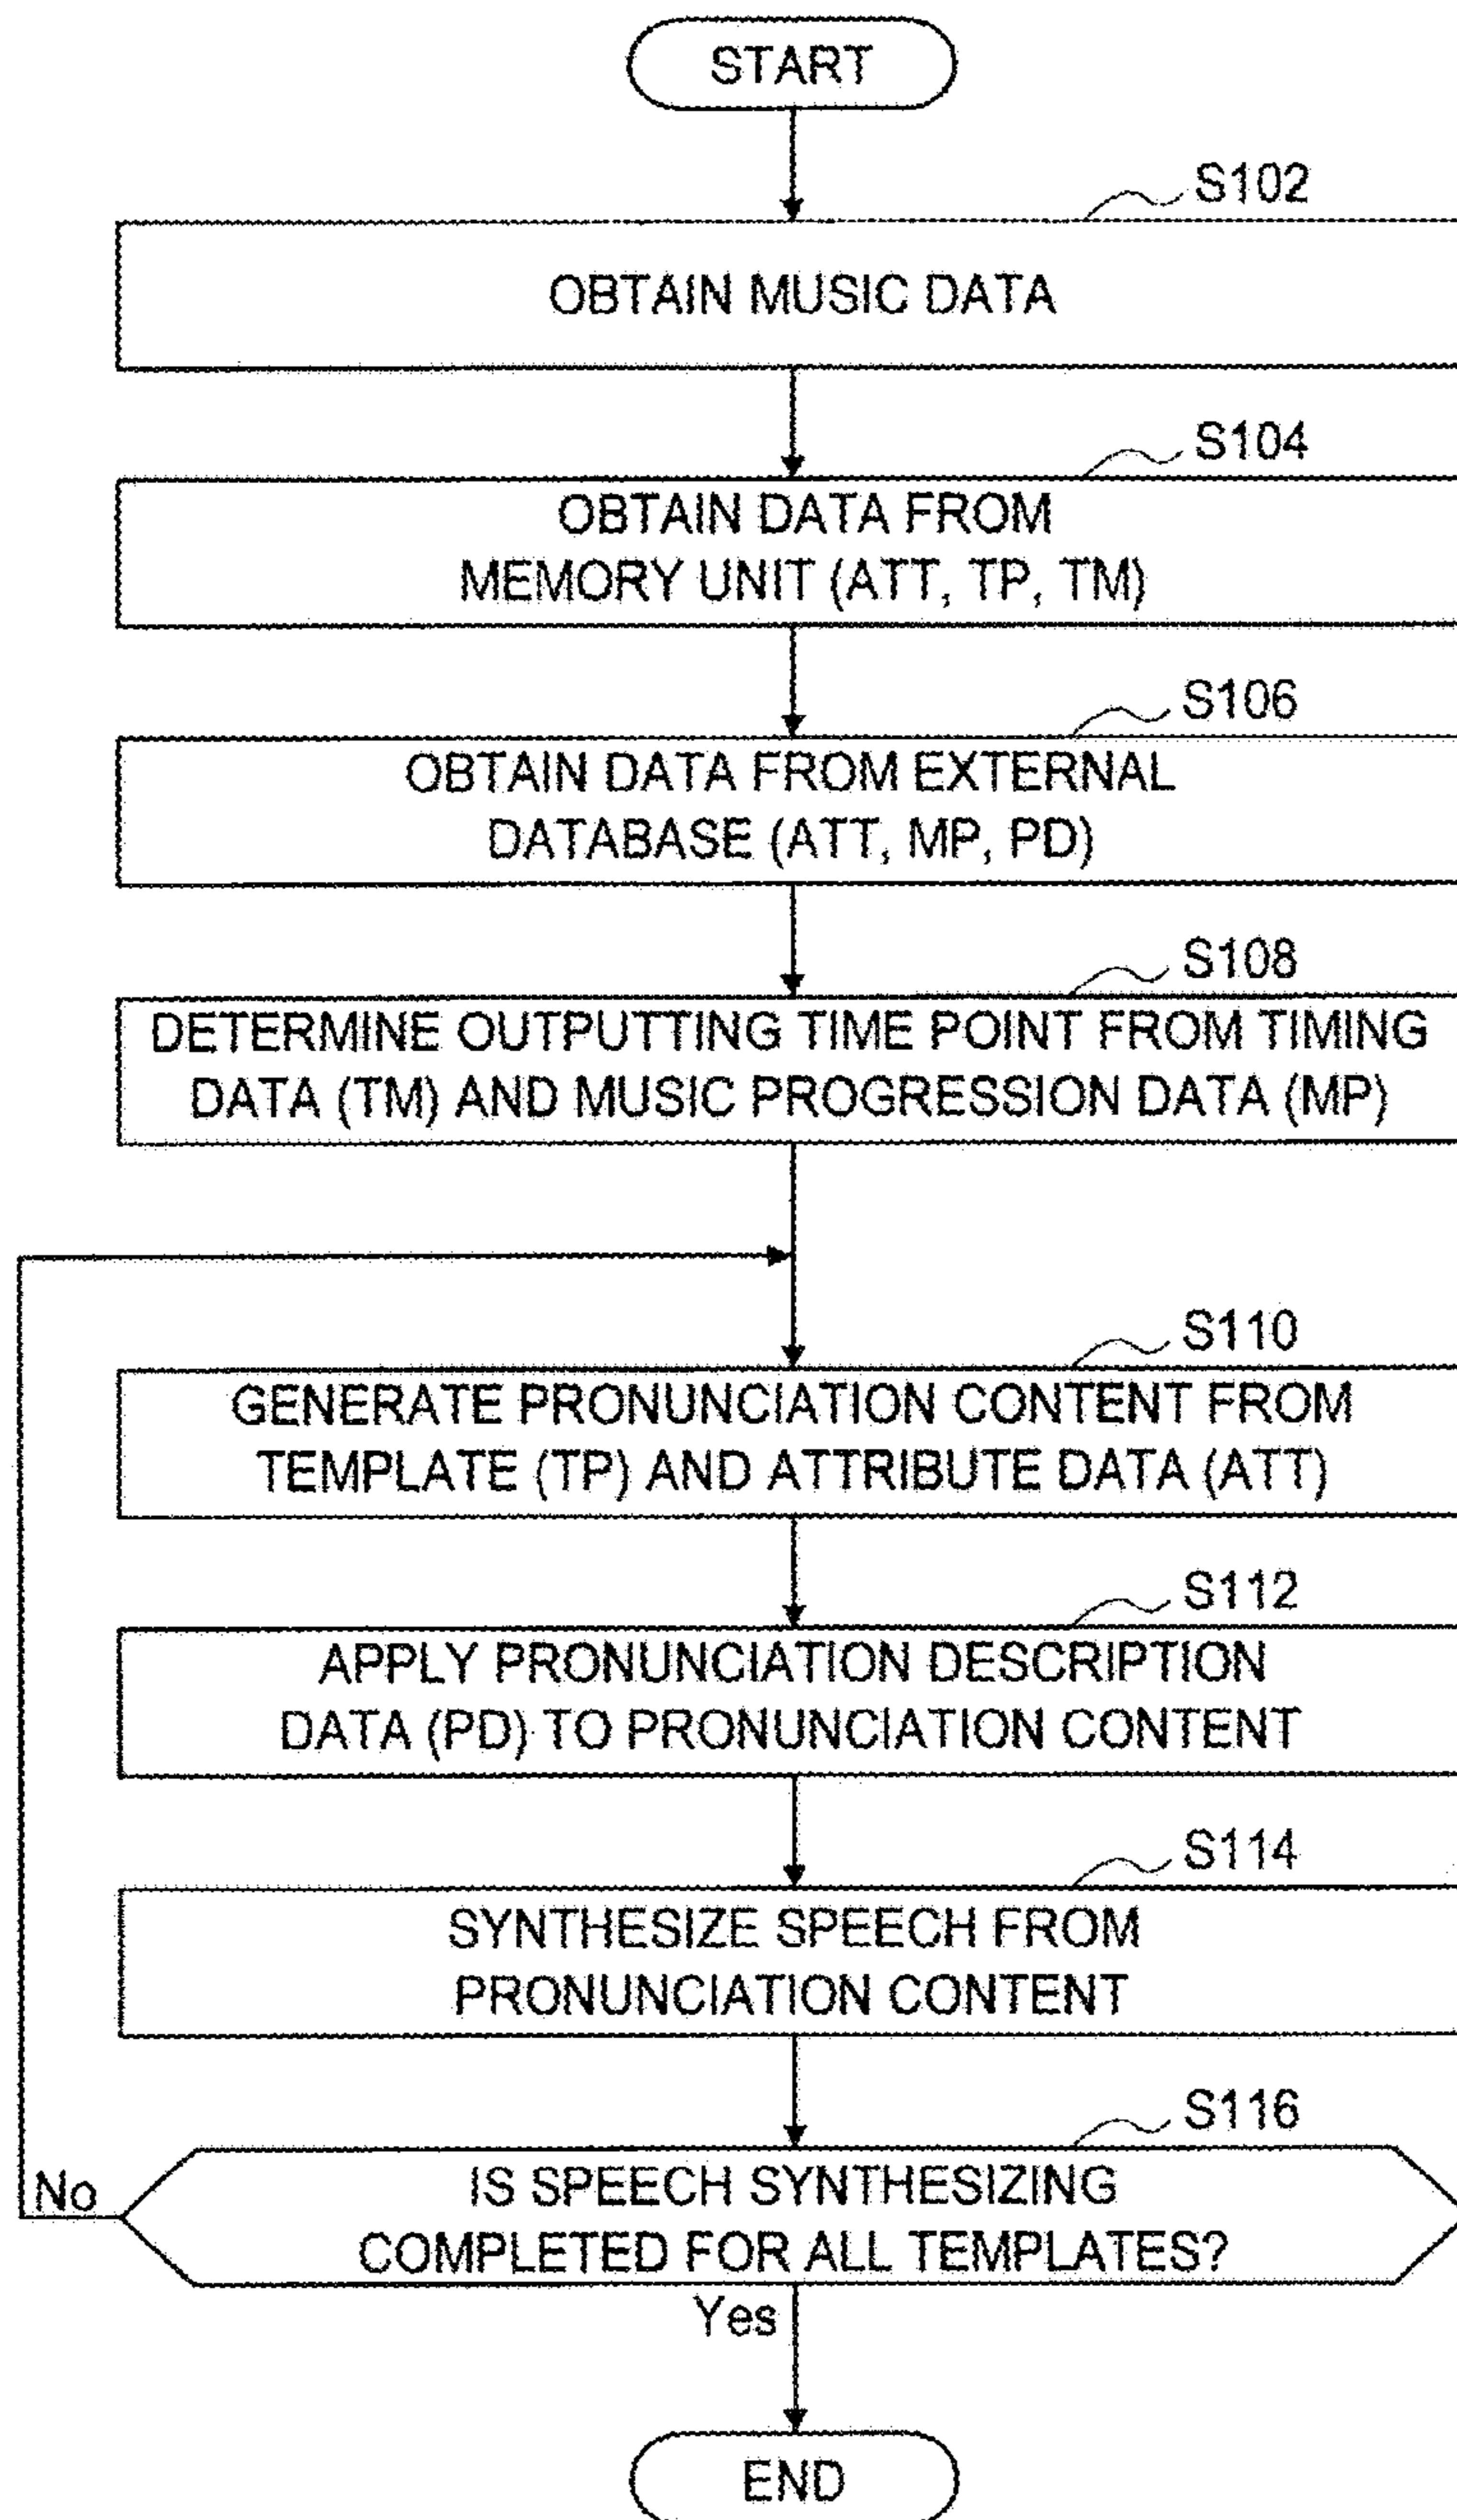 START
S102
OBTAIN MUSIC DATA
S104
OBTAIN DATA FROM
MEMORY UNIT (ATT, TP, TM)
S106
OBTAIN DATA FROM EXTERNAL
DATABASE (ATT, MP, PD)
S108
DETERMINE OUTPUTTING TIME POINT FROM TIMING
DATA (TM) AND MUSIC PROGRESSION DATA (MP)
S110
GENERATE PRONUNCIATION CONTENT FROM
TEMPLATE (TP) AND ATTRIBUTE DATA (ATT)
S112
APPLY PRONUNCIATION DESCRIPTION
DATA (PD) TO PRONUNCIATION CONTENT
S114
SYNTHESIZE SPEECH FROM
PRONUNCIATION CONTENT
S116
IS SPEECH SYNTHESIZING
COMPLETED FOR ALL TEMPLATES?
No
Yes
END